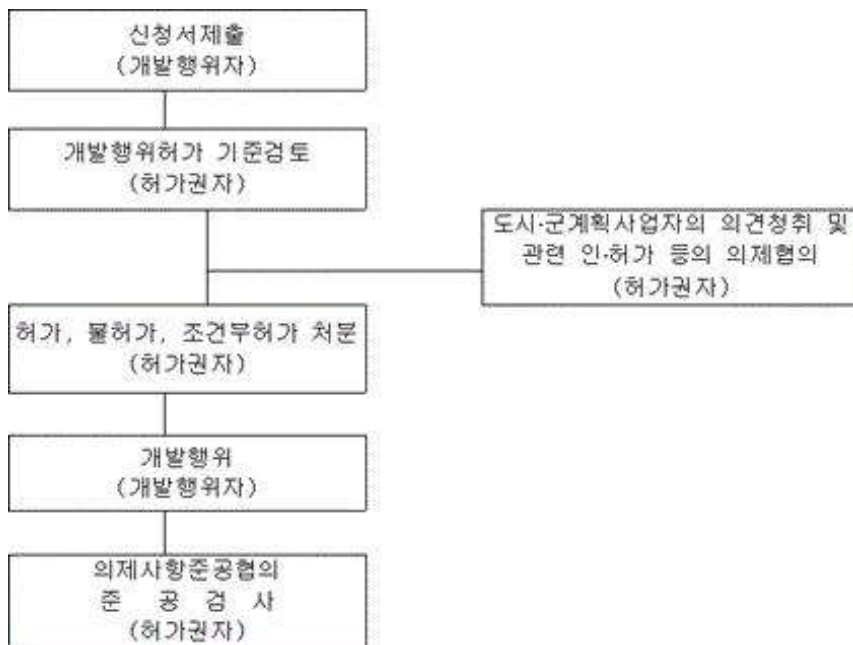 신청서제출
(개발행위자)
개발행위허가 기준검토
(허가권자)
도시·군계획사업자의 의견청취 및
관련 인·허가 등의 의제협의
(허가권자)
허가, 불허가, 조건부허가 처분
(허가권자)
개발행위
(개발행위자)
의제사항준공협의
준 공 검 사
(허가권자)